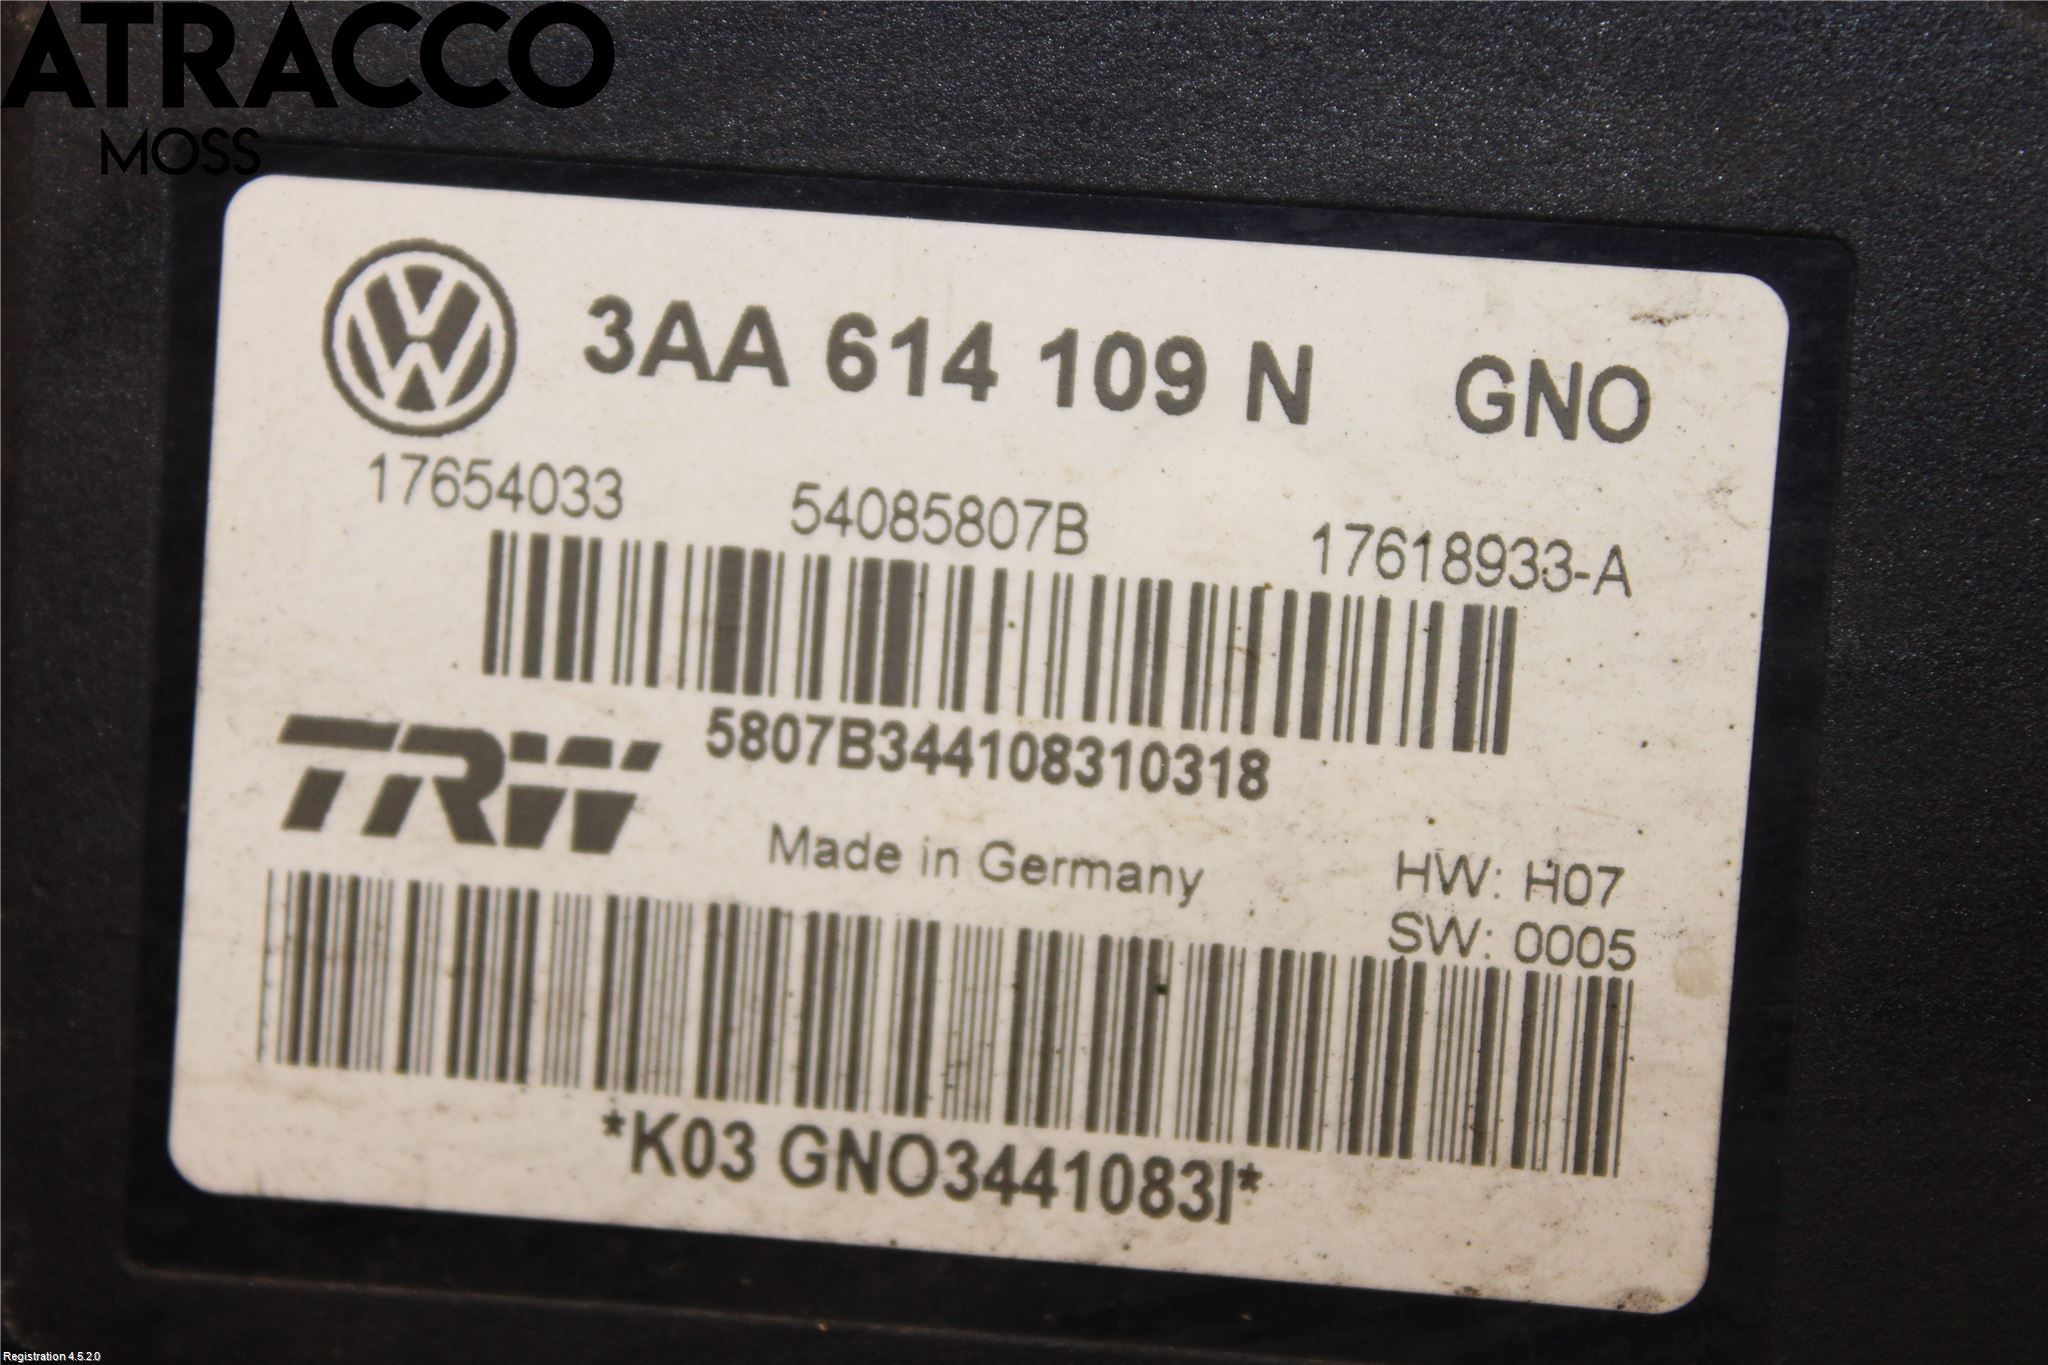 ATRACCO
MOSS
3AA 614 109 N GNO
17654033 54085807B 17618933-A
5807B344108310318
TRW
Made in Germany
HW: H07
SW: 0005
*K03 GNO3441083I*
Registration 4.5.2.0